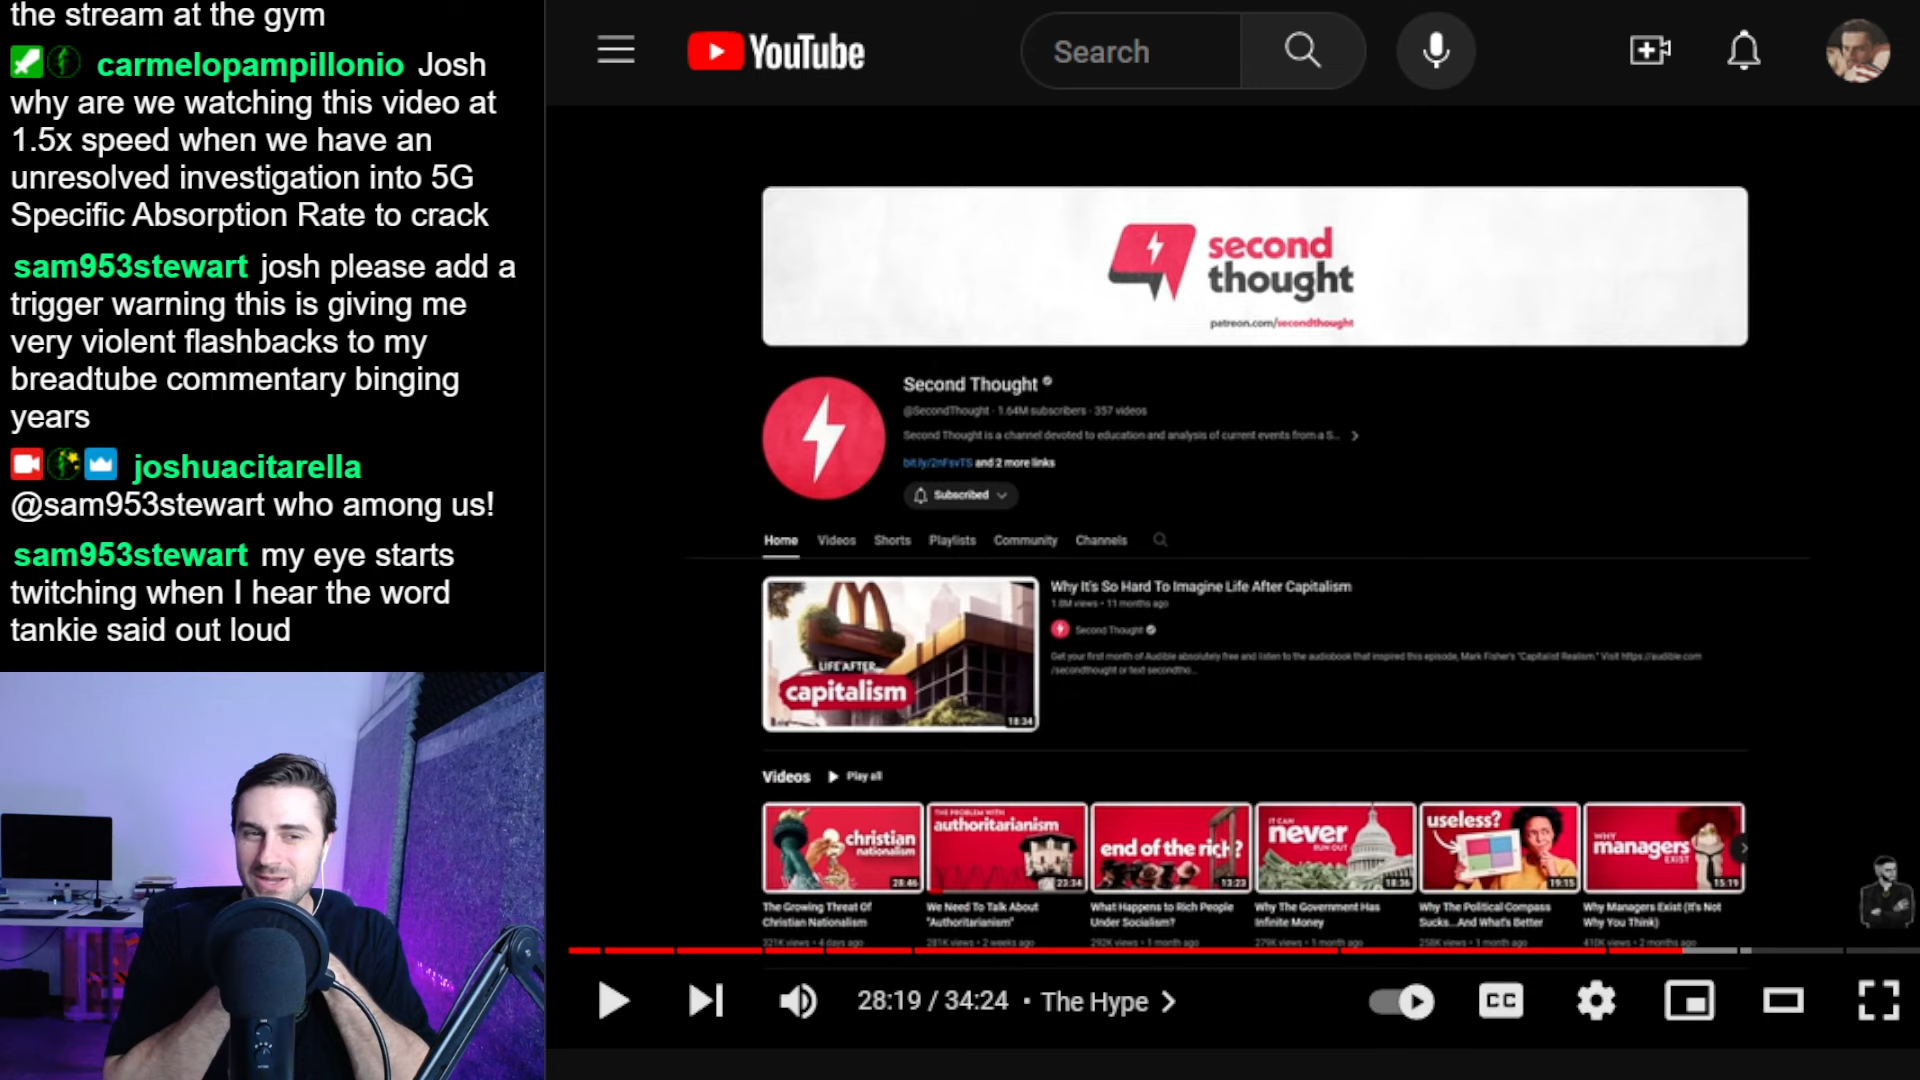 the stream at the gym
carmelopampillonio Josh
why are we watching this video at
1.5x speed when we have an
unresolved investigation into 5G
Specific Absorption Rate to crack
sam953stewart josh please add a
trigger warning this is giving me
very violent flashbacks to my
breadtube commentary binging
years
joshuacitarella
@sam953stewart who among us!
sam953stewart my eye starts
twitching when I hear the word
tankie said out loud
YouTube
Search
second
thought
patreon.com/secondthought
Second Thought
@SecondThought · 1.64M subscribers · 357 videos
Second Thought is a channel devoted to education and analysis of current events from a S...
bit.ly/2nFsvTS and 2 more links
Subscribed
Home Videos Shorts Playlists Community Channels
LIFE AFTER
capitalism
18:34
Why It's So Hard To Imagine Life After Capitalism
1.8M views • 11 months ago
Second Thought
Get your first month of Audible absolutely free and listen to the audiobook that inspired this episode, Mark Fisher's "Capitalist Realism." Visit https://audible.com
/secondthought or text secondtho...
Videos Play all
christian
nationalism
28:46
THE PROBLEM WITH
authoritarianism
23:34
end of the rich?
13:23
IT CAN
never
RUN OUT
18:36
useless?
19:15
WHY
managers
EXIST
15:19
The Growing Threat Of
Christian Nationalism
321K views • 4 days ago
We Need To Talk About
"Authoritarianism"
281K views • 2 weeks ago
What Happens to Rich People
Under Socialism?
292K views • 1 month ago
Why The Government Has
Infinite Money
279K views • 1 month ago
Why The Political Compass
Sucks...And What's Better
258K views • 1 month ago
Why Managers Exist (It's Not
Why You Think)
410K views • 2 months ago
28:19 / 34:24 • The Hype
CC